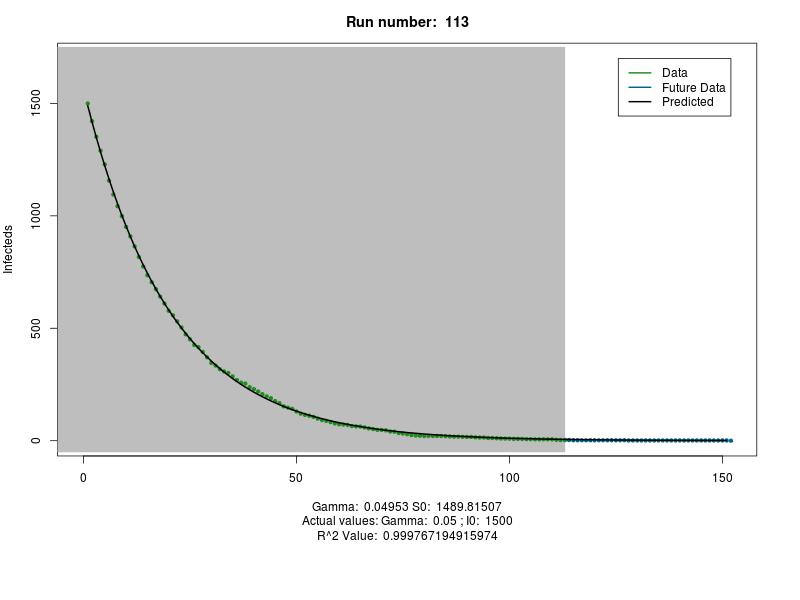 Run number: 113
Data
Future Data
Predicted
Infecteds
1500
1000
500
0
0 50 100 150
Gamma: 0.04953 S0: 1489.81507
Actual values: Gamma: 0.05 ; I0: 1500
R^2 Value: 0.999767194915974